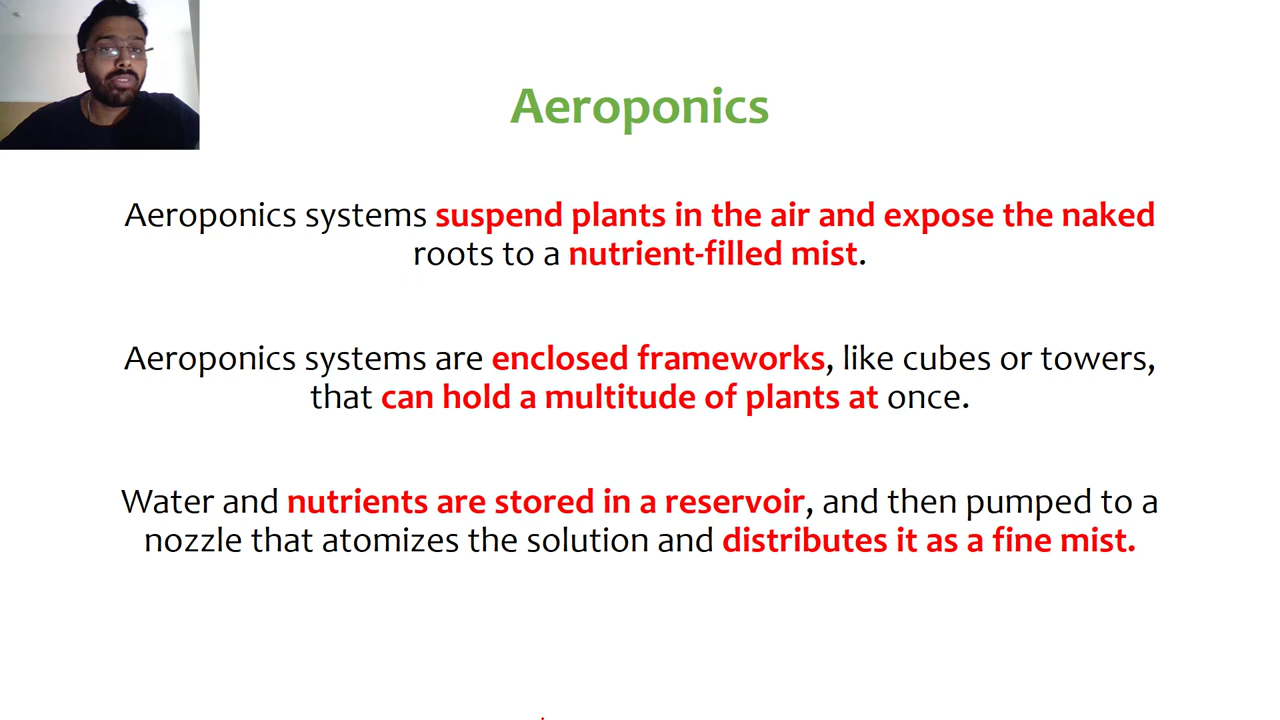 Aeroponics
Aeroponics systems suspend plants in the air and expose the naked
roots to a nutrient-filled mist.
Aeroponics systems are enclosed frameworks, like cubes or towers,
that can hold a multitude of plants at once.
Water and nutrients are stored in a reservoir, and then pumped to a
nozzle that atomizes the solution and distributes it as a fine mist.